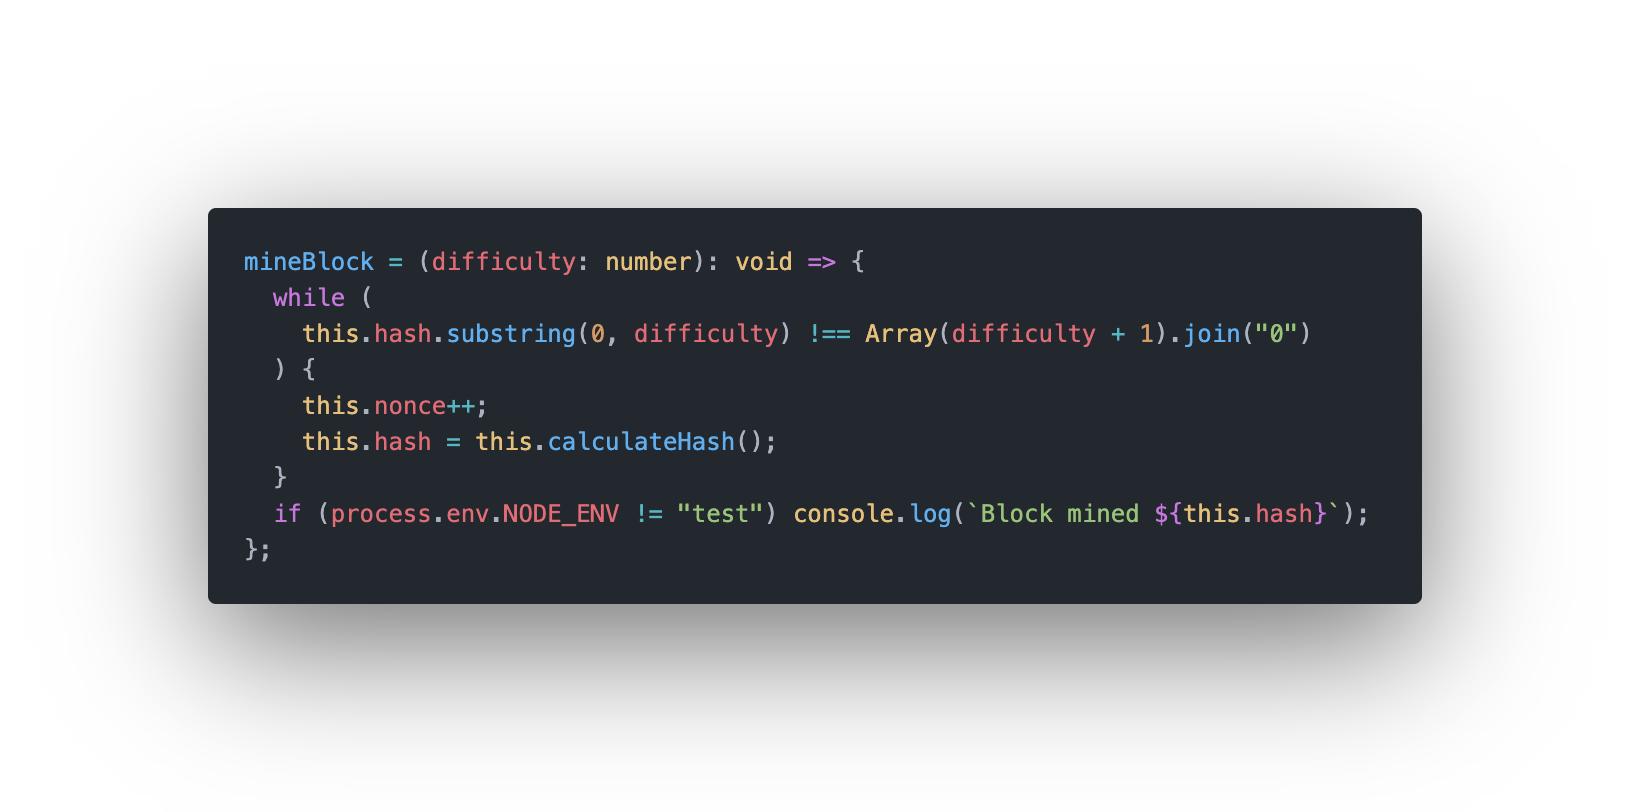 mineBlock = (difficulty: number): void => {
  while (
    this.hash.substring(0, difficulty) !== Array(difficulty + 1).join("0")
  ) {
    this.nonce++;
    this.hash = this.calculateHash();
  }
  if (process.env.NODE_ENV != "test") console.log(`Block mined ${this.hash}`);
};